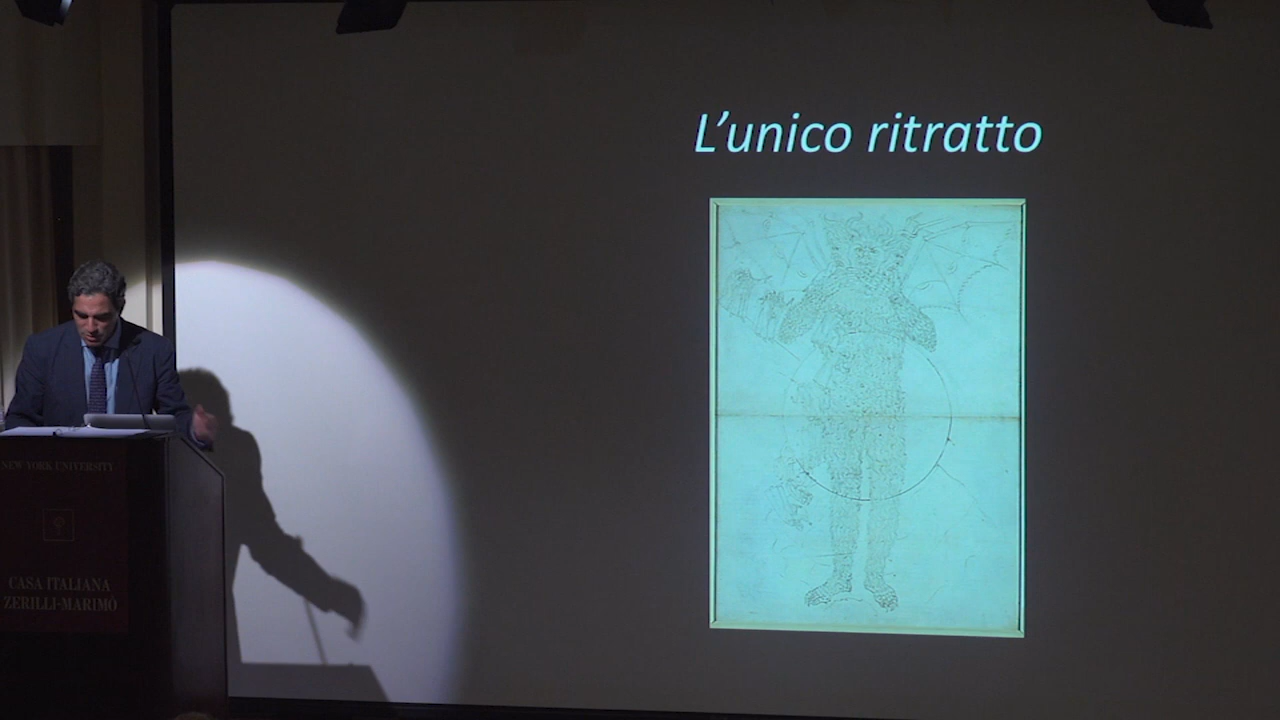 L'unico ritratto
NEW YORK UNIVERSITY
CASA ITALIANA
ZERILLI-MARIMÒ